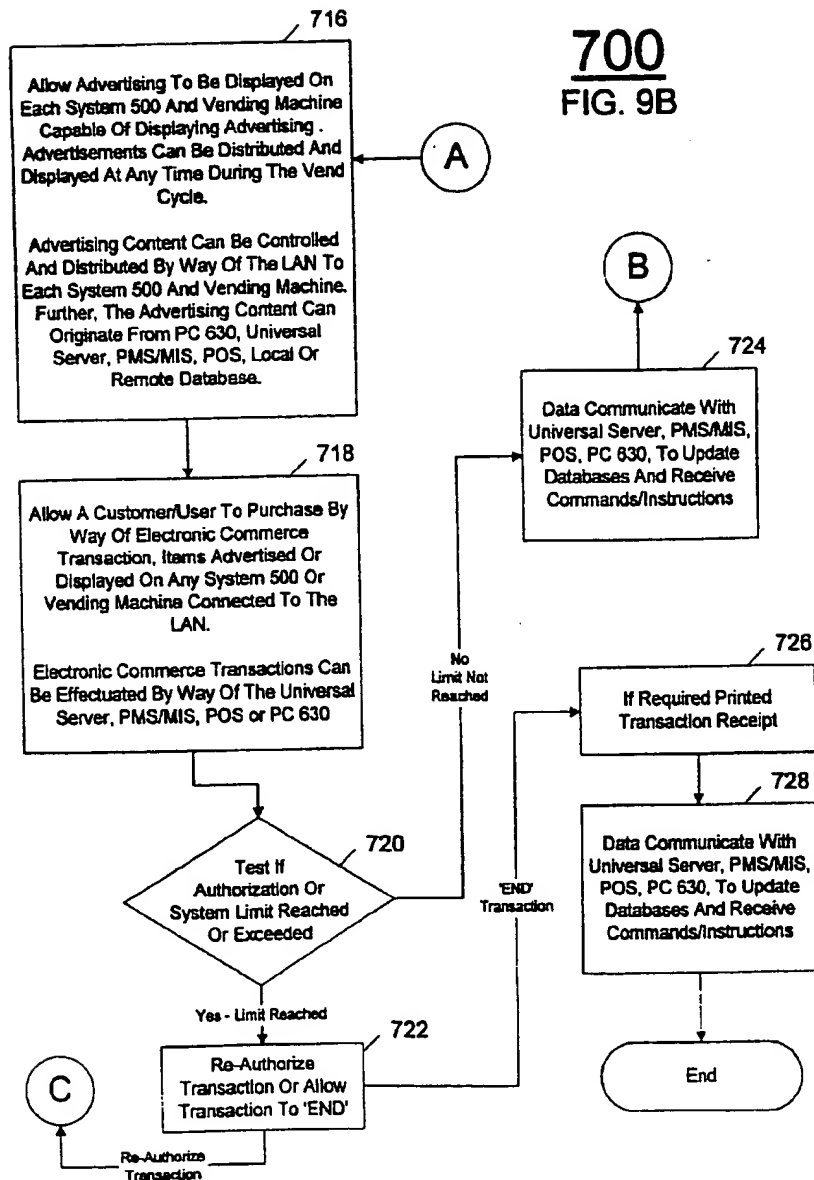 700
FIG. 9B
716
Allow Advertising To Be Displayed On
Each System 500 And Vending Machine
Capable Of Displaying Advertising .
Advertisements Can Be Distributed And
Displayed At Any Time During The Vend
Cycle.
Advertising Content Can Be Controlled
And Distributed By Way Of The LAN To
Each System 500 And Vending Machine.
Further, The Advertising Content Can
Originate From PC 630, Universal
Server, PMS/MIS, POS, Local Or
Remote Database.
A
B
718
Allow A Customer/User To Purchase By
Way Of Electronic Commerce
Transaction, Items Advertised Or
Displayed On Any System 500 Or
Vending Machine Connected To The
LAN.
Electronic Commerce Transactions Can
Be Effectuated By Way Of The Universal
Server, PMS/MIS, POS or PC 630
720
Test If
Authorization Or
System Limit Reached
Or Exceeded
No
Limit Not
Reached
724
Data Communicate With
Universal Server, PMS/MIS,
POS, PC 630, To Update
Databases And Receive
Commands/Instructions
Yes - Limit Reached
722
Re-Authorize
Transaction Or Allow
Transaction To 'END'
C
Re-Authorize
Transaction
'END'
Transaction
726
If Required Printed
Transaction Receipt
728
Data Communicate With
Universal Server, PMS/MIS,
POS, PC 630, To Update
Databases And Receive
Commands/Instructions
End